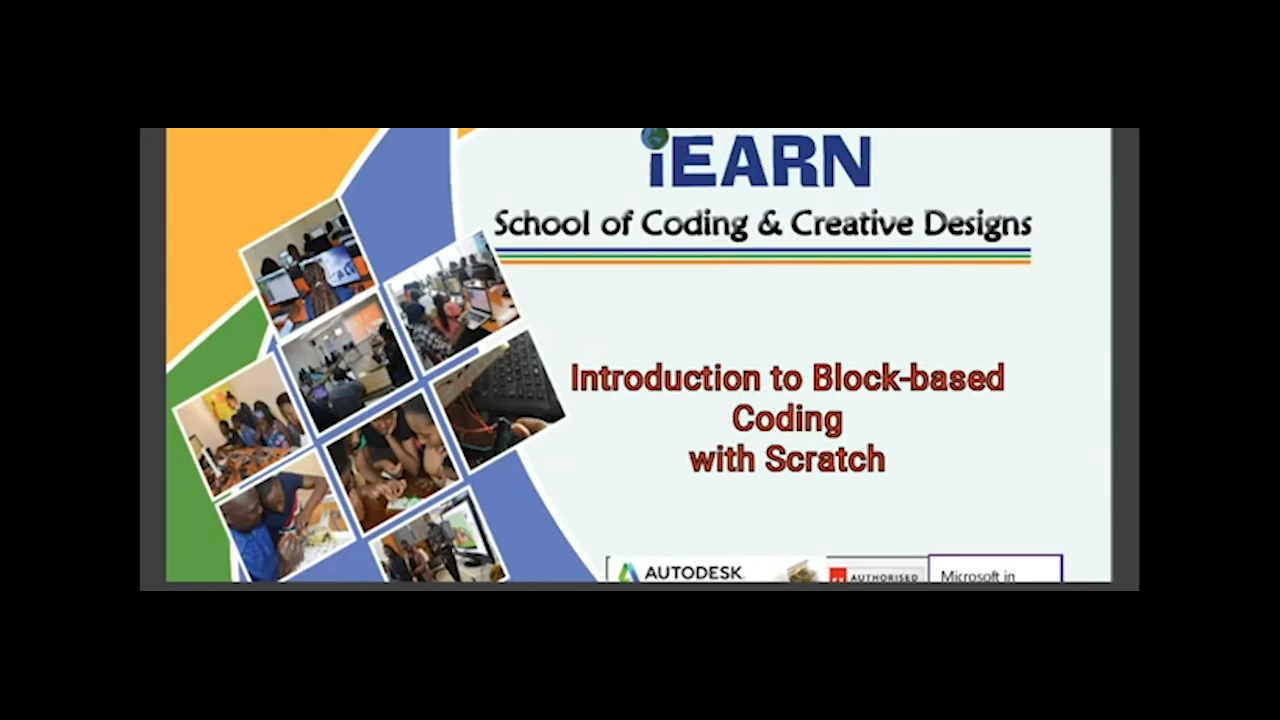 iEARN
School of Coding & Creative Designs
Introduction to Block-based
Coding
with Scratch
AUTODESK
AUTHORISED
Microsoft in